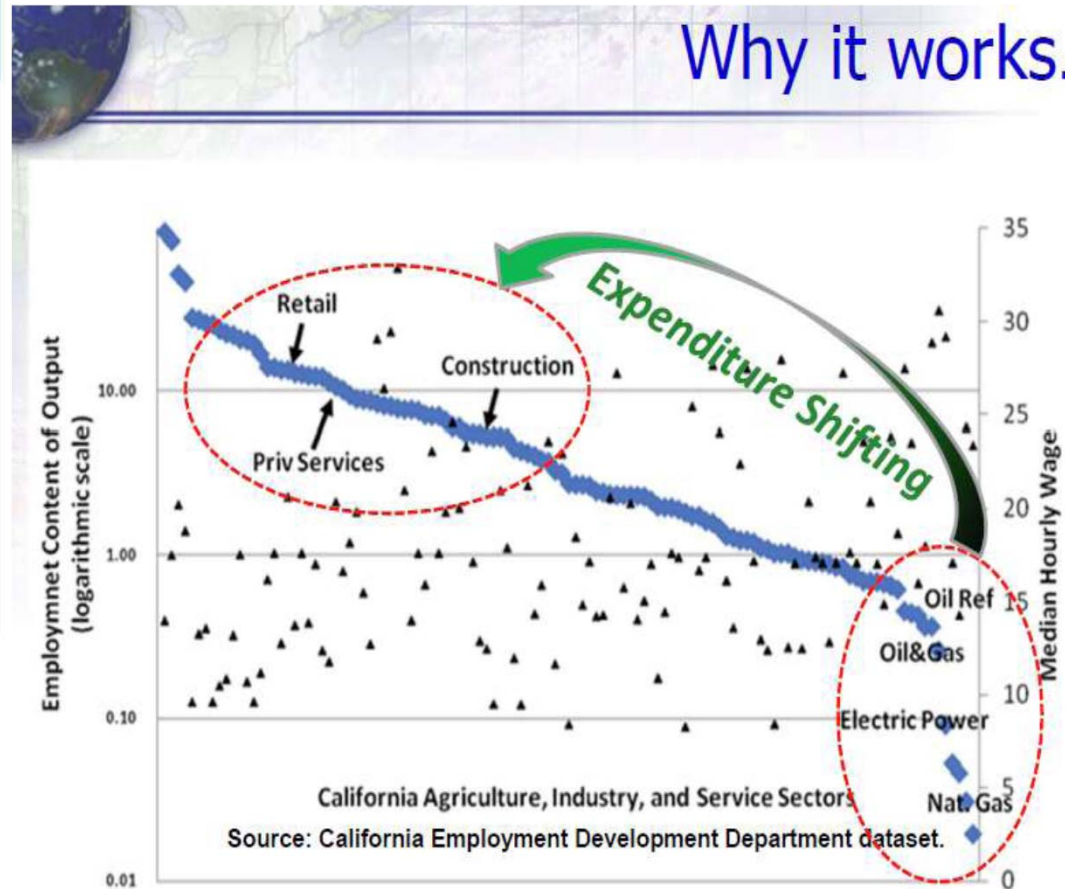 Why it works.
Employmnet Content of Output
(logarithmic scale)
10.00
1.00
0.10
0.01
Retail
Priv Services
Construction
Expenditure Shifting
Oil Ref
Oil&Gas
Electric Power
Nat. Gas
35
30
25
20
15
10
5
0
Median Hourly Wage
California Agriculture, Industry, and Service Sectors
Source: California Employment Development Department dataset.